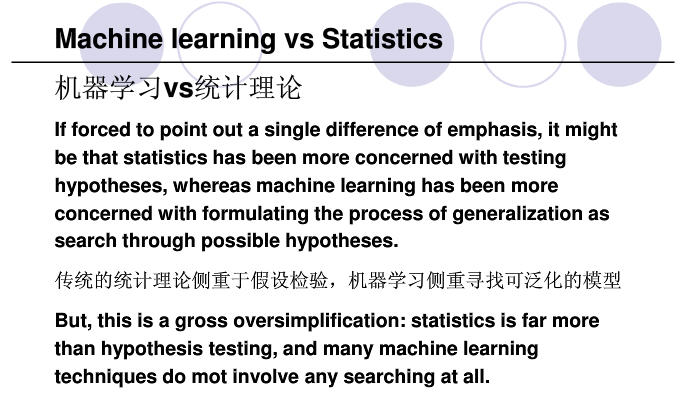 Machine learning vs Statistics
机器学习vs统计理论
If forced to point out a single difference of emphasis, it might
be that statistics has been more concerned with testing
hypotheses, whereas machine learning has been more
concerned with formulating the process of generalization as
search through possible hypotheses.
传统的统计理论侧重于假设检验，机器学习侧重寻找可泛化的模型
But, this is a gross oversimplification: statistics is far more
than hypothesis testing, and many machine learning
techniques do mot involve any searching at all.